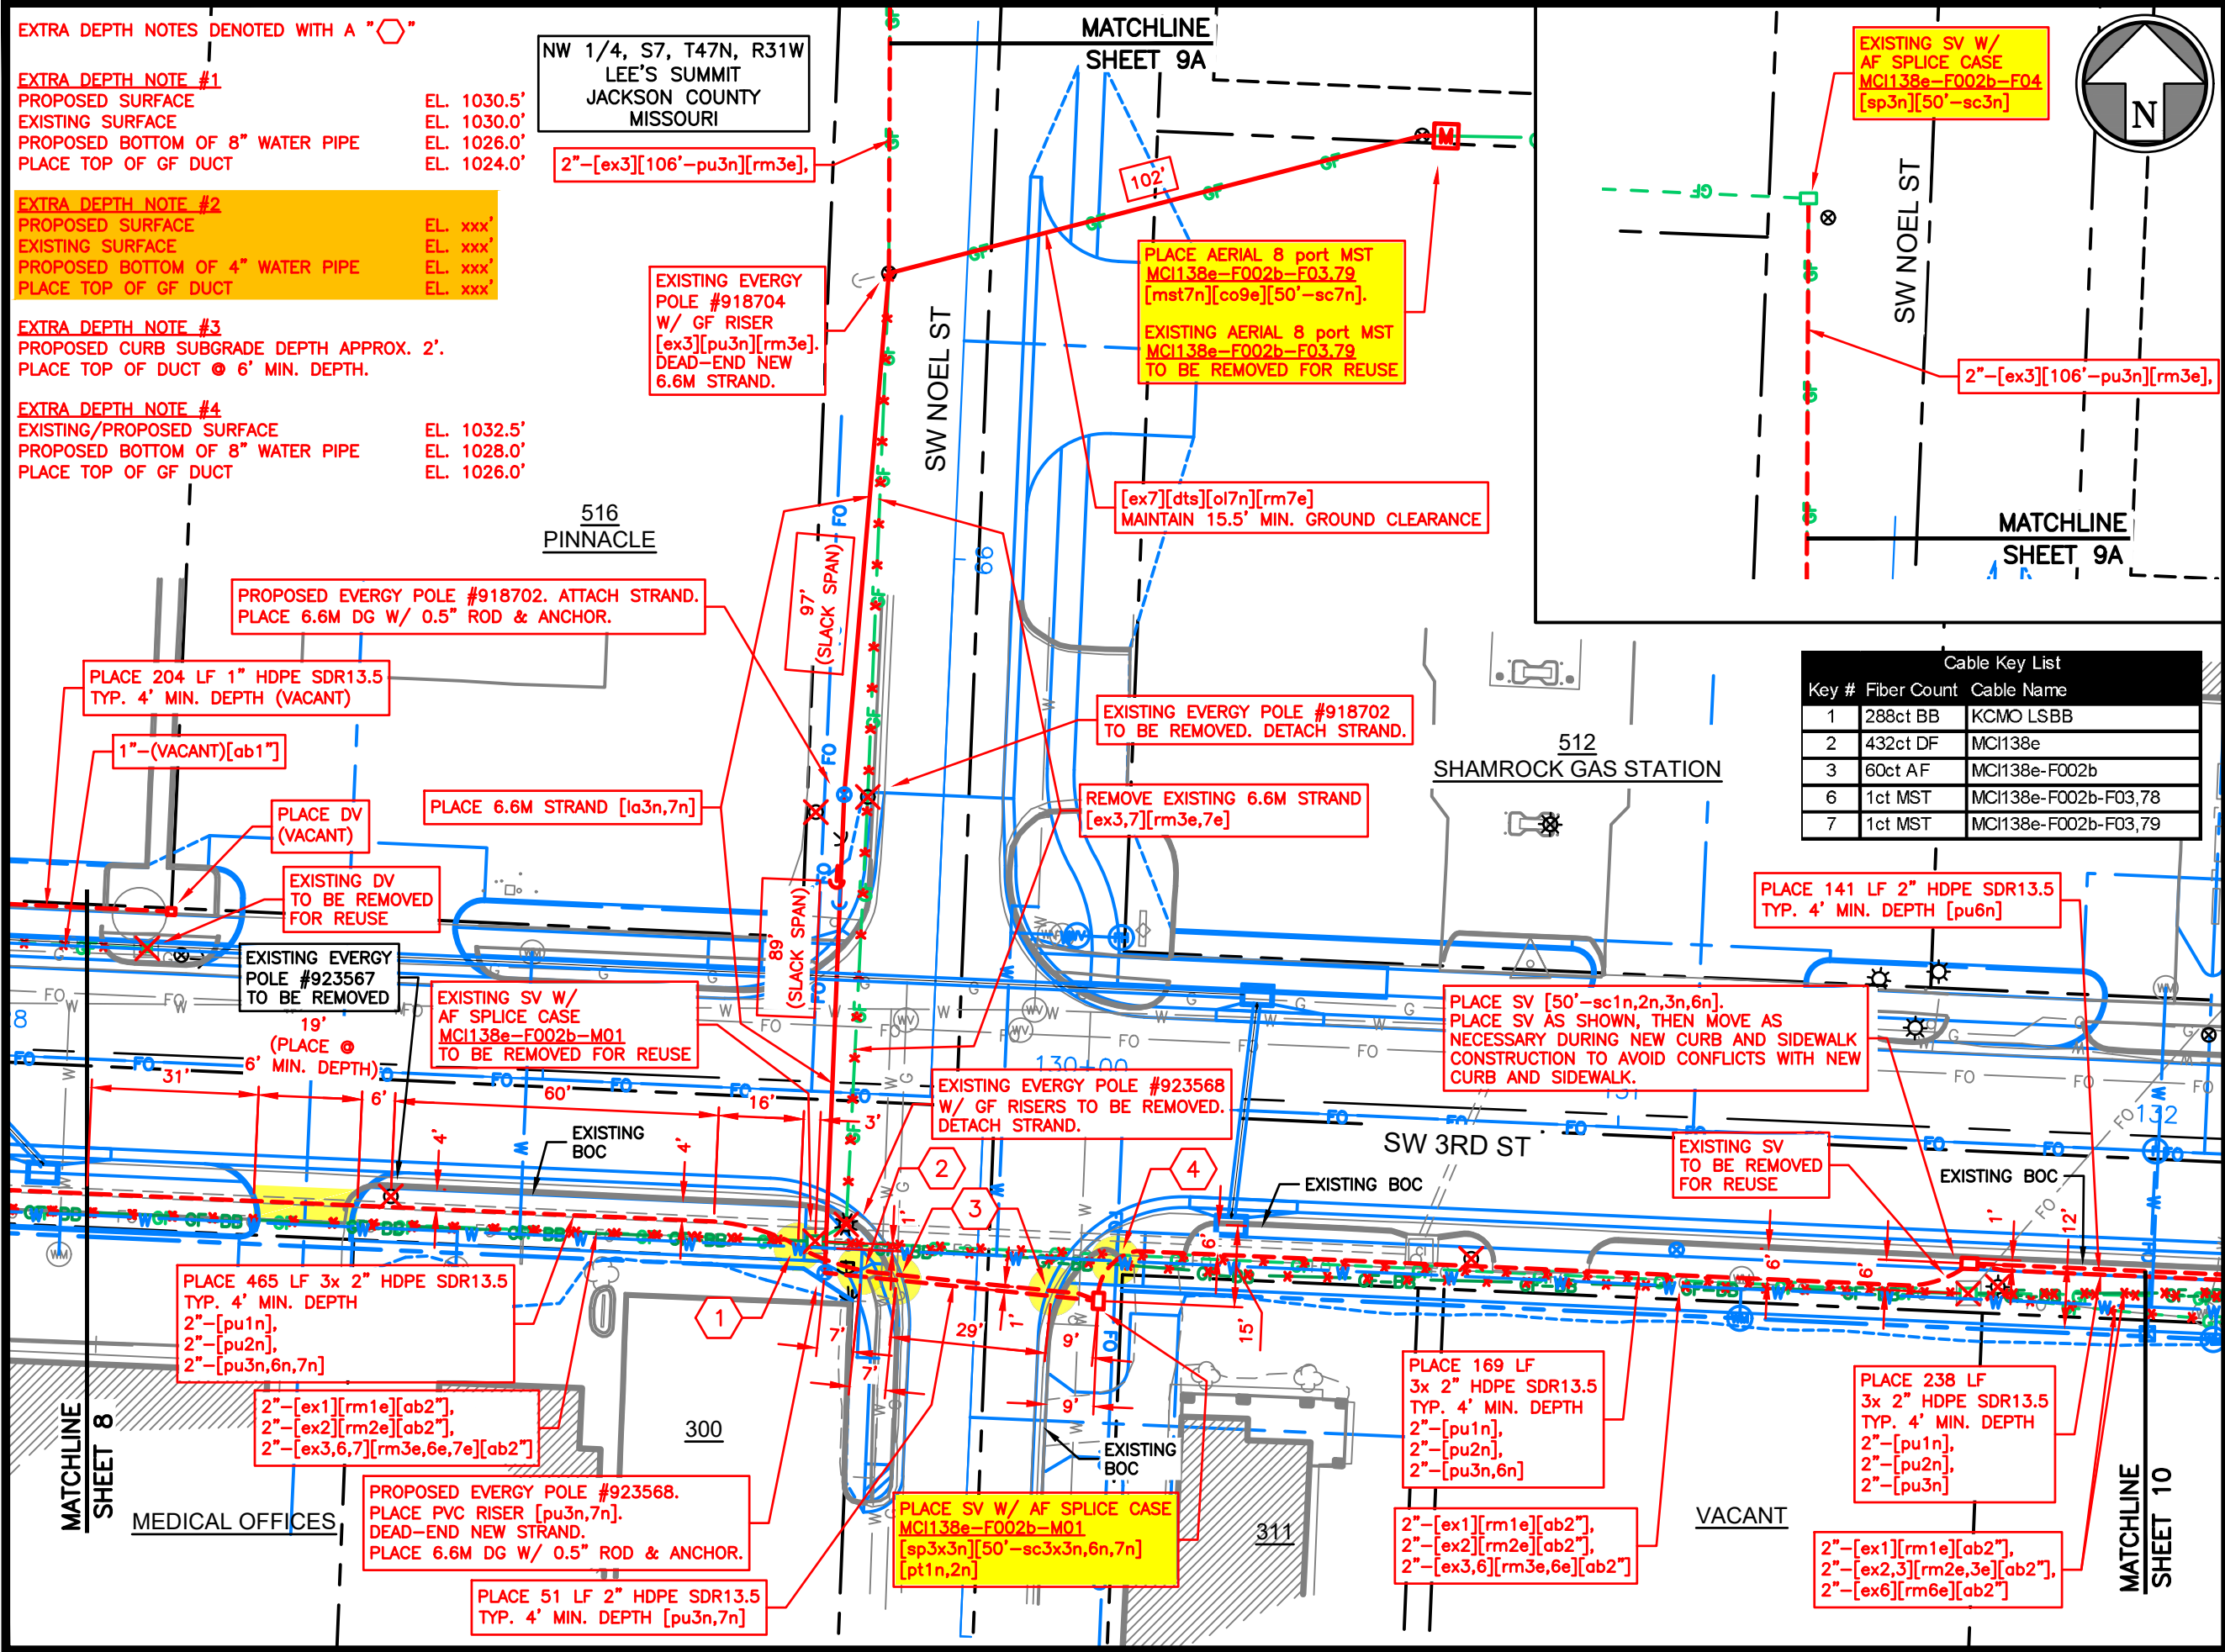 EXTRA DEPTH NOTES DENOTED WITH A "⬡"
EXTRA DEPTH NOTE #1
PROPOSED SURFACE EL. 1030.5'
EXISTING SURFACE EL. 1030.0'
PROPOSED BOTTOM OF 8" WATER PIPE EL. 1026.0'
PLACE TOP OF GF DUCT EL. 1024.0'
EXTRA DEPTH NOTE #2
PROPOSED SURFACE EL. xxx'
EXISTING SURFACE EL. xxx'
PROPOSED BOTTOM OF 4" WATER PIPE EL. xxx'
PLACE TOP OF GF DUCT EL. xxx'
EXTRA DEPTH NOTE #3
PROPOSED CURB SUBGRADE DEPTH APPROX. 2'.
PLACE TOP OF DUCT @ 6' MIN. DEPTH.
EXTRA DEPTH NOTE #4
EXISTING/PROPOSED SURFACE EL. 1032.5'
PROPOSED BOTTOM OF 8" WATER PIPE EL. 1028.0'
PLACE TOP OF GF DUCT EL. 1026.0'
NW 1/4, S7, T47N, R31W
LEE'S SUMMIT
JACKSON COUNTY
MISSOURI
2"-[ex3][106'-pu3n][rm3e],
MATCHLINE
SHEET 9A
102'
EXISTING EVERGY
POLE #918704
W/ GF RISER
[ex3][pu3n][rm3e].
DEAD-END NEW
6.6M STRAND.
M
PLACE AERIAL 8 port MST
MCI138e-F002b-F03,79
[mst7n][co9e][50'-sc7n].
EXISTING AERIAL 8 port MST
MCI138e-F002b-F03,79
TO BE REMOVED FOR REUSE
EXISTING SV W/
AF SPLICE CASE
MCI138e-F002b-F04
[sp3n][50'-sc3n]
N
SW NOEL ST
2"-[ex3][106'-pu3n][rm3e],
MATCHLINE
SHEET 9A
SW NOEL ST
[ex7][dts][ol7n][rm7e]
MAINTAIN 15.5' MIN. GROUND CLEARANCE
516
PINNACLE
97'
(SLACK SPAN)
66
PROPOSED EVERGY POLE #918702. ATTACH STRAND.
PLACE 6.6M DG W/ 0.5" ROD & ANCHOR.
PLACE 204 LF 1" HDPE SDR13.5
TYP. 4' MIN. DEPTH (VACANT)
1"-(VACANT)[ab1"]
PLACE DV
(VACANT)
PLACE 6.6M STRAND [la3n,7n]
EXISTING EVERGY POLE #918702
TO BE REMOVED. DETACH STRAND.
REMOVE EXISTING 6.6M STRAND
[ex3,7][rm3e,7e]
512
SHAMROCK GAS STATION
Cable Key List
Key # Fiber Count Cable Name
1 288ct BB KCMO LSBB
2 432ct DF MCI138e
3 60ct AF MCI138e-F002b
6 1ct MST MCI138e-F002b-F03,78
7 1ct MST MCI138e-F002b-F03,79
EXISTING DV
TO BE REMOVED
FOR REUSE
89'
(SLACK SPAN)
PLACE 141 LF 2" HDPE SDR13.5
TYP. 4' MIN. DEPTH [pu6n]
EXISTING EVERGY
POLE #923567
TO BE REMOVED
EXISTING SV W/
AF SPLICE CASE
MCI138e-F002b-M01
TO BE REMOVED FOR REUSE
PLACE SV [50'-sc1n,2n,3n,6n].
PLACE SV AS SHOWN, THEN MOVE AS
NECESSARY DURING NEW CURB AND SIDEWALK
CONSTRUCTION TO AVOID CONFLICTS WITH NEW
CURB AND SIDEWALK.
28
19'
(PLACE @
6' MIN. DEPTH)
31'
6'
60'
16'
3'
130+00
132
EXISTING EVERGY POLE #923568
W/ GF RISERS TO BE REMOVED.
DETACH STRAND.
EXISTING
BOC
4'
4'
SW 3RD ST
EXISTING SV
TO BE REMOVED
FOR REUSE
EXISTING BOC
EXISTING BOC
2
3
4
1
1'
1'
6'
15'
6'
6'
1'
12'
7'
7'
29'
9'
9'
PLACE 465 LF 3x 2" HDPE SDR13.5
TYP. 4' MIN. DEPTH
2"-[pu1n],
2"-[pu2n],
2"-[pu3n,6n,7n]
2"-[ex1][rm1e][ab2"],
2"-[ex2][rm2e][ab2"],
2"-[ex3,6,7][rm3e,6e,7e][ab2"]
300
EXISTING
BOC
PLACE 169 LF
3x 2" HDPE SDR13.5
TYP. 4' MIN. DEPTH
2"-[pu1n],
2"-[pu2n],
2"-[pu3n,6n]
PLACE 238 LF
3x 2" HDPE SDR13.5
TYP. 4' MIN. DEPTH
2"-[pu1n],
2"-[pu2n],
2"-[pu3n]
MATCHLINE
SHEET 8
MEDICAL OFFICES
PROPOSED EVERGY POLE #923568.
PLACE PVC RISER [pu3n,7n].
DEAD-END NEW STRAND.
PLACE 6.6M DG W/ 0.5" ROD & ANCHOR.
PLACE SV W/ AF SPLICE CASE
MCI138e-F002b-M01
[sp3x3n][50'-sc3x3n,6n,7n]
[pt1n,2n]
311
2"-[ex1][rm1e][ab2"],
2"-[ex2][rm2e][ab2"],
2"-[ex3,6][rm3e,6e][ab2"]
VACANT
2"-[ex1][rm1e][ab2"],
2"-[ex2,3][rm2e,3e][ab2"],
2"-[ex6][rm6e][ab2"]
MATCHLINE
SHEET 10
PLACE 51 LF 2" HDPE SDR13.5
TYP. 4' MIN. DEPTH [pu3n,7n]